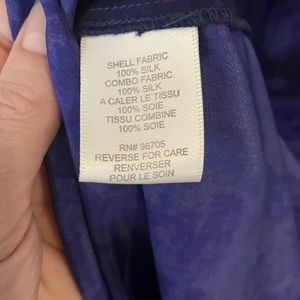 SHELL FABRIC
100% SILK
COMBO FABRIC
100% SILK
A CALER LE TISSU
100% SOIE
TISSU COMBINE
100% SOIE
RN# 96705
REVERSE FOR CARE
RENVERSER
POUR LE SOIN